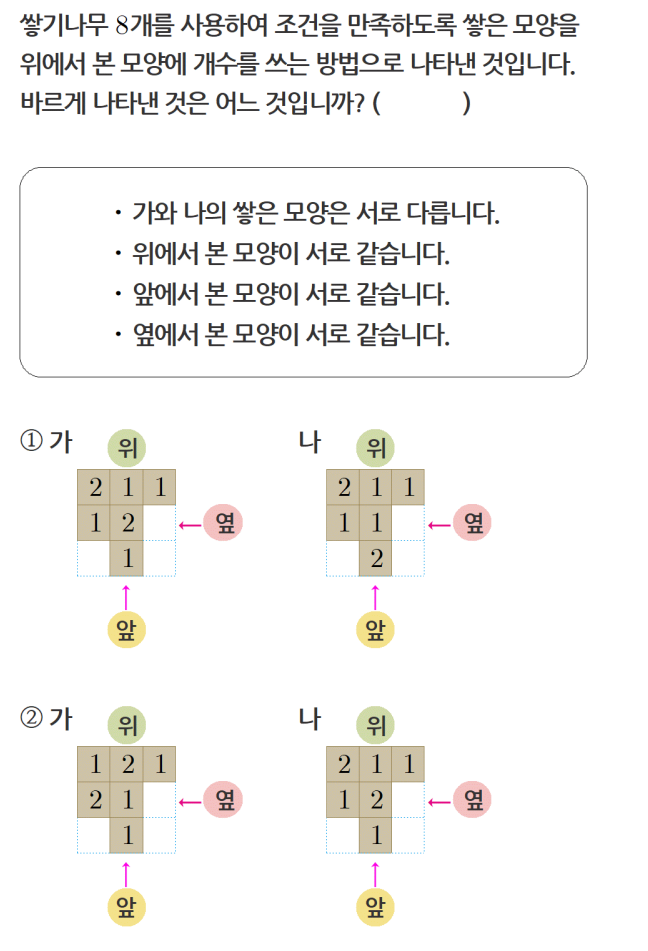 쌓기나무 8개를 사용하여 조건을 만족하도록 쌓은 모양을
위에서 본 모양에 개수를 쓰는 방법으로 나타낸 것입니다.
바르게 나타낸 것은 어느 것입니까? ( )
· 가와 나의 쌓은 모양은 서로 다릅니다.
· 위에서 본 모양이 서로 같습니다.
· 앞에서 본 모양이 서로 같습니다.
· 옆에서 본 모양이 서로 같습니다.
① 가 위 나 위
2 1 1 2 1 1
1 2 옆 1 1 옆
1 2
앞 앞
② 가 위 나 위
1 2 1 2 1 1
2 1 옆 1 2 옆
1 1
앞 앞